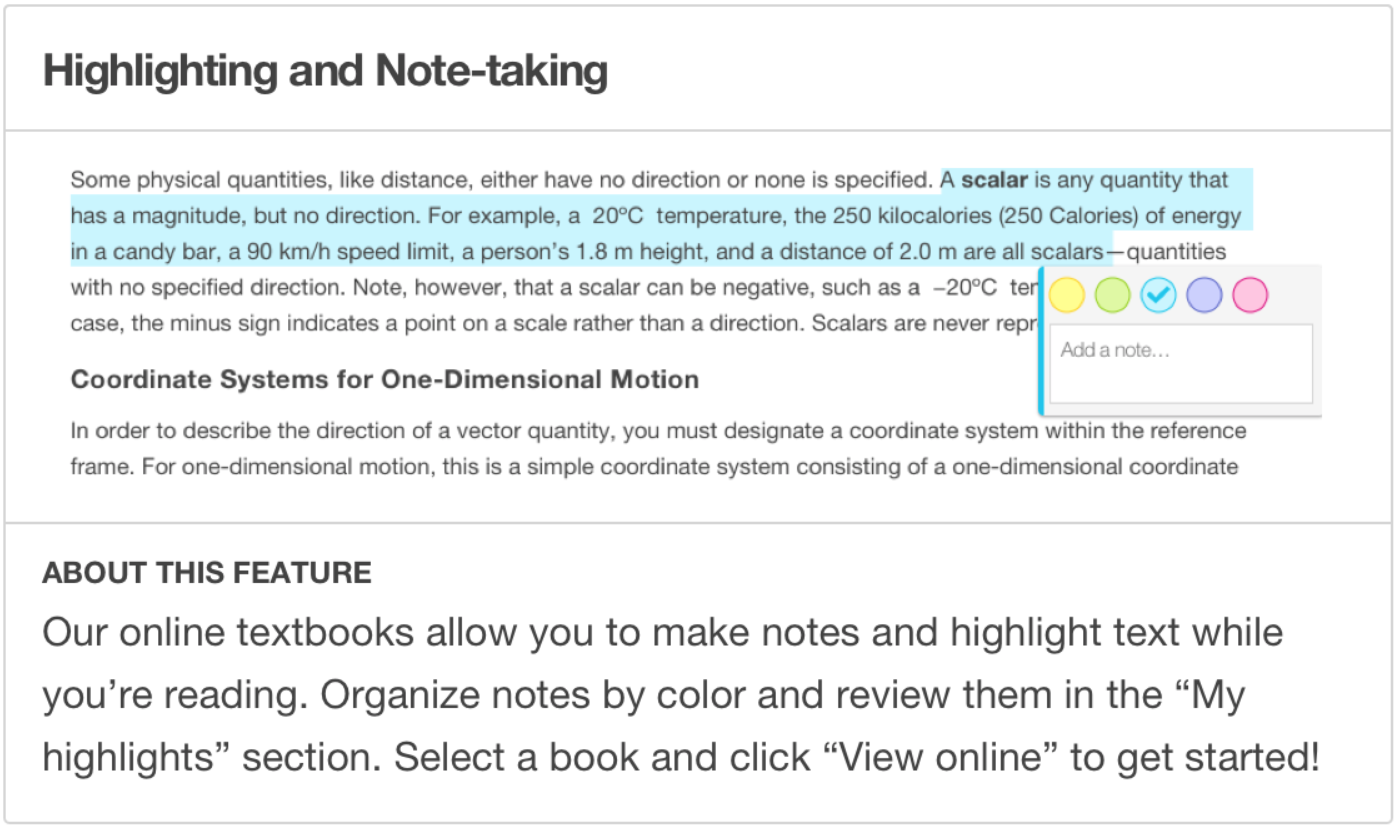 Highlighting and Note-taking
Some physical quantities, like distance, either have no direction or none is specified. A scalar is any quantity that
has a magnitude, but no direction. For example, a 20ºC temperature, the 250 kilocalories (250 Calories) of energy
in a candy bar, a 90 km/h speed limit, a person's 1.8 m height, and a distance of 2.0 m are all scalars—quantities
with no specified direction. Note, however, that a scalar can be negative, such as a −20ºC
case, the minus sign indicates a point on a scale rather than a direction. Scalars are never
Add a note…
Coordinate Systems for One-Dimensional Motion
In order to describe the direction of a vector quantity, you must designate a coordinate system within the reference
frame. For one-dimensional motion, this is a simple coordinate system consisting of a one-dimensional coordinate
ABOUT THIS FEATURE
Our online textbooks allow you to make notes and highlight text while
you’re reading. Organize notes by color and review them in the “My
highlights” section. Select a book and click “View online” to get started!